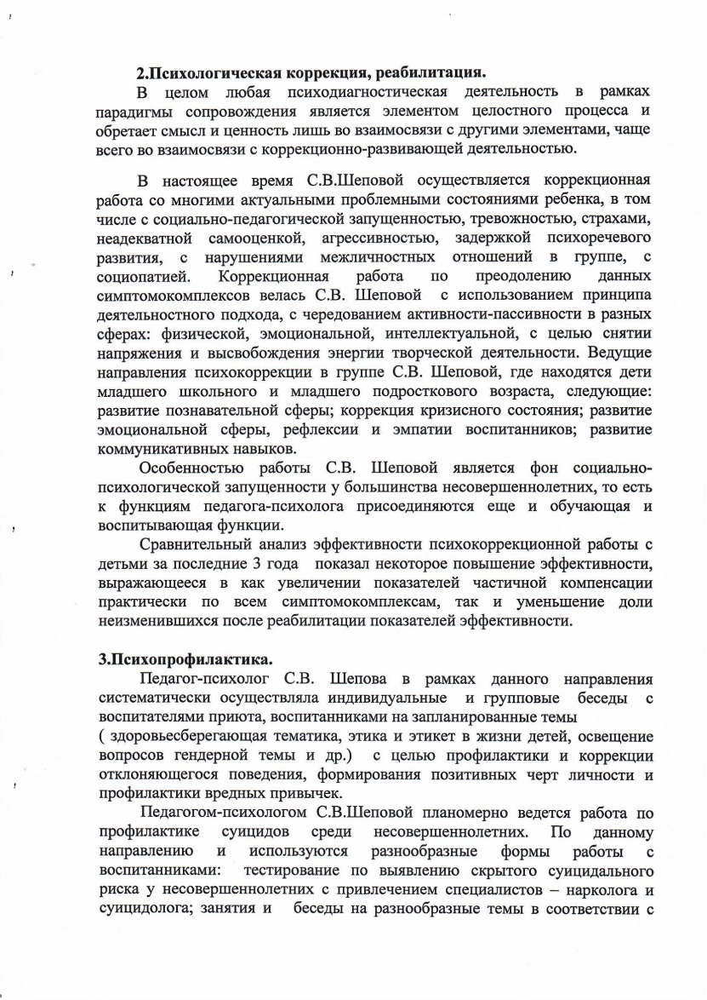 2.Психологическая коррекция, реабилитация.
В целом любая психодиагностическая деятельность в рамках
парадигмы сопровождения является элементом целостного процесса и
обретает смысл и ценность лишь во взаимосвязи с другими элементами, чаще
всего во взаимосвязи с коррекционно-развивающей деятельностью.
В настоящее время С.В.Шеповой осуществляется коррекционная
работа со многими актуальными проблемными состояниями ребенка, в том
числе с социально-педагогической запущенностью, тревожностью, страхами,
неадекватной самооценкой, агрессивностью, задержкой психоречевого
развития, с нарушениями межличностных отношений в группе, с
социопатией. Коррекционная работа по преодолению данных
симптомокомплексов велась С.В. Шеповой с использованием принципа
деятельностного подхода, с чередованием активности-пассивности в разных
сферах: физической, эмоциональной, интеллектуальной, с целью снятии
напряжения и высвобождения энергии творческой деятельности. Ведущие
направления психокоррекции в группе С.В. Шеповой, где находятся дети
младшего школьного и младшего подросткового возраста, следующие:
развитие познавательной сферы; коррекция кризисного состояния; развитие
эмоциональной сферы, рефлексии и эмпатии воспитанников; развитие
коммуникативных навыков.
Особенностью работы С.В. Шеповой является фон социально-
психологической запущенности у большинства несовершеннолетних, то есть
к функциям педагога-психолога присоединяются еще и обучающая и
воспитывающая функции.
Сравнительный анализ эффективности психокоррекционной работы с
детьми за последние 3 года показал некоторое повышение эффективности,
выражающееся в как увеличении показателей частичной компенсации
практически по всем симптомокомплексам, так и уменьшение доли
неизменившихся после реабилитации показателей эффективности.
3.Психопрофилактика.
Педагог-психолог С.В. Шепова в рамках данного направления
систематически осуществляла индивидуальные и групповые беседы с
воспитателями приюта, воспитанниками на запланированные темы
( здоровьесберегающая тематика, этика и этикет в жизни детей, освещение
вопросов гендерной темы и др.) с целью профилактики и коррекции
отклоняющегося поведения, формирования позитивных черт личности и
профилактики вредных привычек.
Педагогом-психологом С.В.Шеповой планомерно ведется работа по
профилактике суицидов среди несовершеннолетних. По данному
направлению и используются разнообразные формы работы с
воспитанниками: тестирование по выявлению скрытого суицидального
риска у несовершеннолетних с привлечением специалистов – нарколога и
суицидолога; занятия и беседы на разнообразные темы в соответствии с